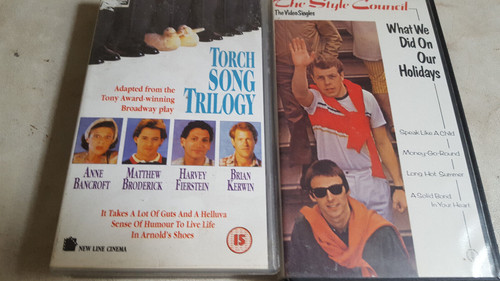 TORCH
SONG
TRILOGY
Adapted from the
Tony Award-winning
Broadway play
ANNE
BANCROFT
MATTHEW
BRODERICK
HARVEY
FIERSTEIN
BRIAN
KERWIN
It Takes A Lot Of Guts And A Helluva
Sense Of Humour To Live Life
In Arnold's Shoes
NEW LINE CINEMA
15
The Style Council
The Video Singles
What We
Did On Our
Holidays
Speak Like A Child
Money-Go-Round
Long Hot Summer
A Solid Bond
In Your Heart